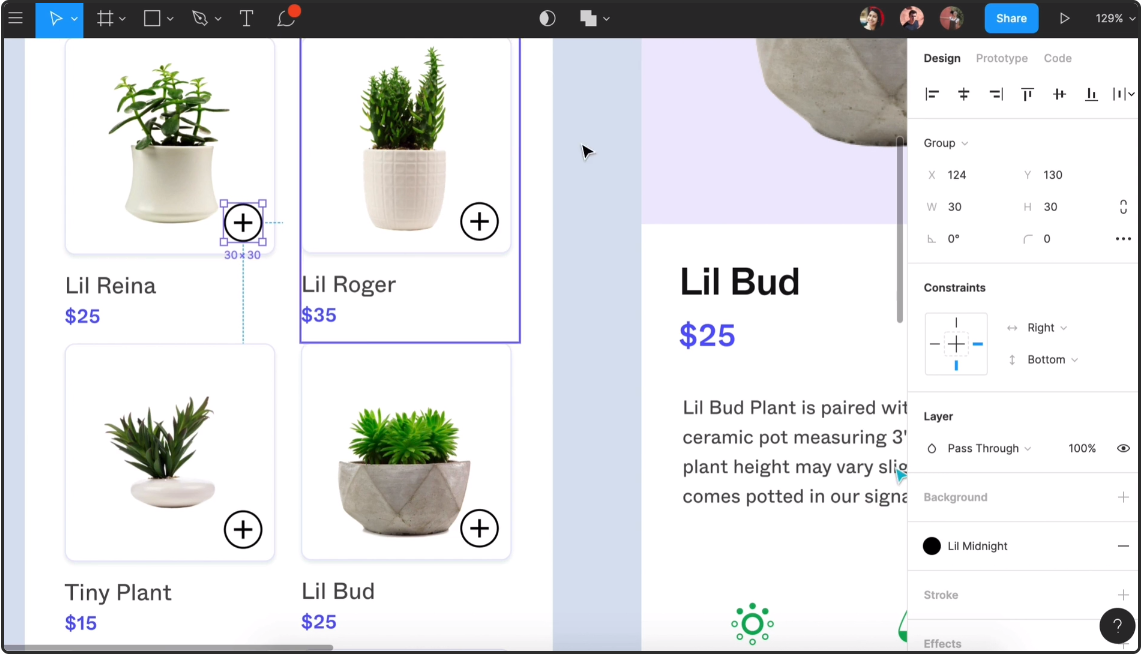 Share
129%
Design Prototype Code
Group
X 124 Y 130
W 30 H 30
0° 0
Constraints
Right
Bottom
Layer
Pass Through 100%
Background
Lil Midnight
Stroke
Effects
?
30 × 30
Lil Reina
$25
Lil Roger
$35
Tiny Plant
$15
Lil Bud
$25
Lil Bud
$25
Lil Bud Plant is paired wit
ceramic pot measuring 3"
plant height may vary slig
comes potted in our signa